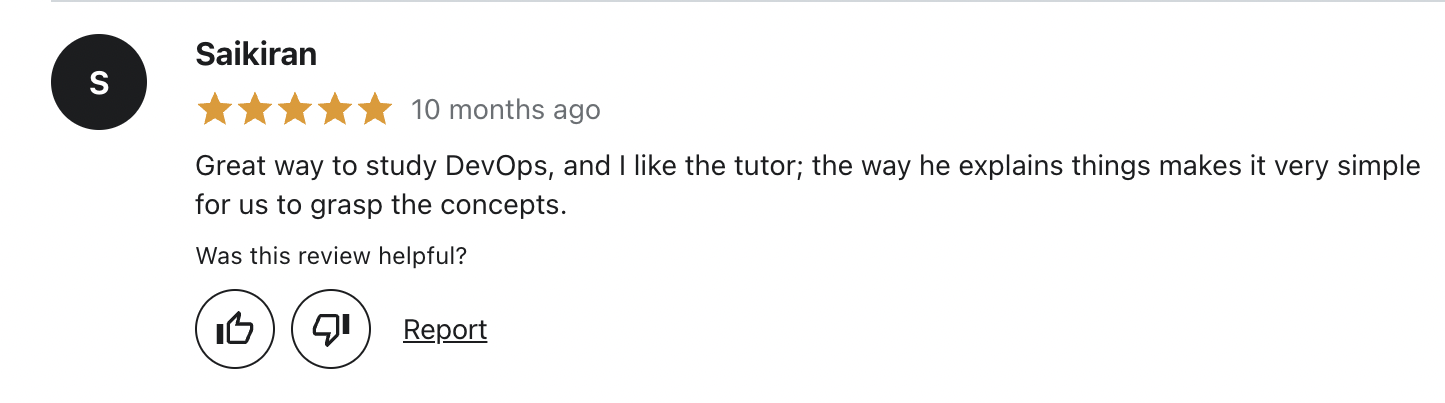 S
Saikiran
10 months ago
Great way to study DevOps, and I like the tutor; the way he explains things makes it very simple
for us to grasp the concepts.
Was this review helpful?
Report